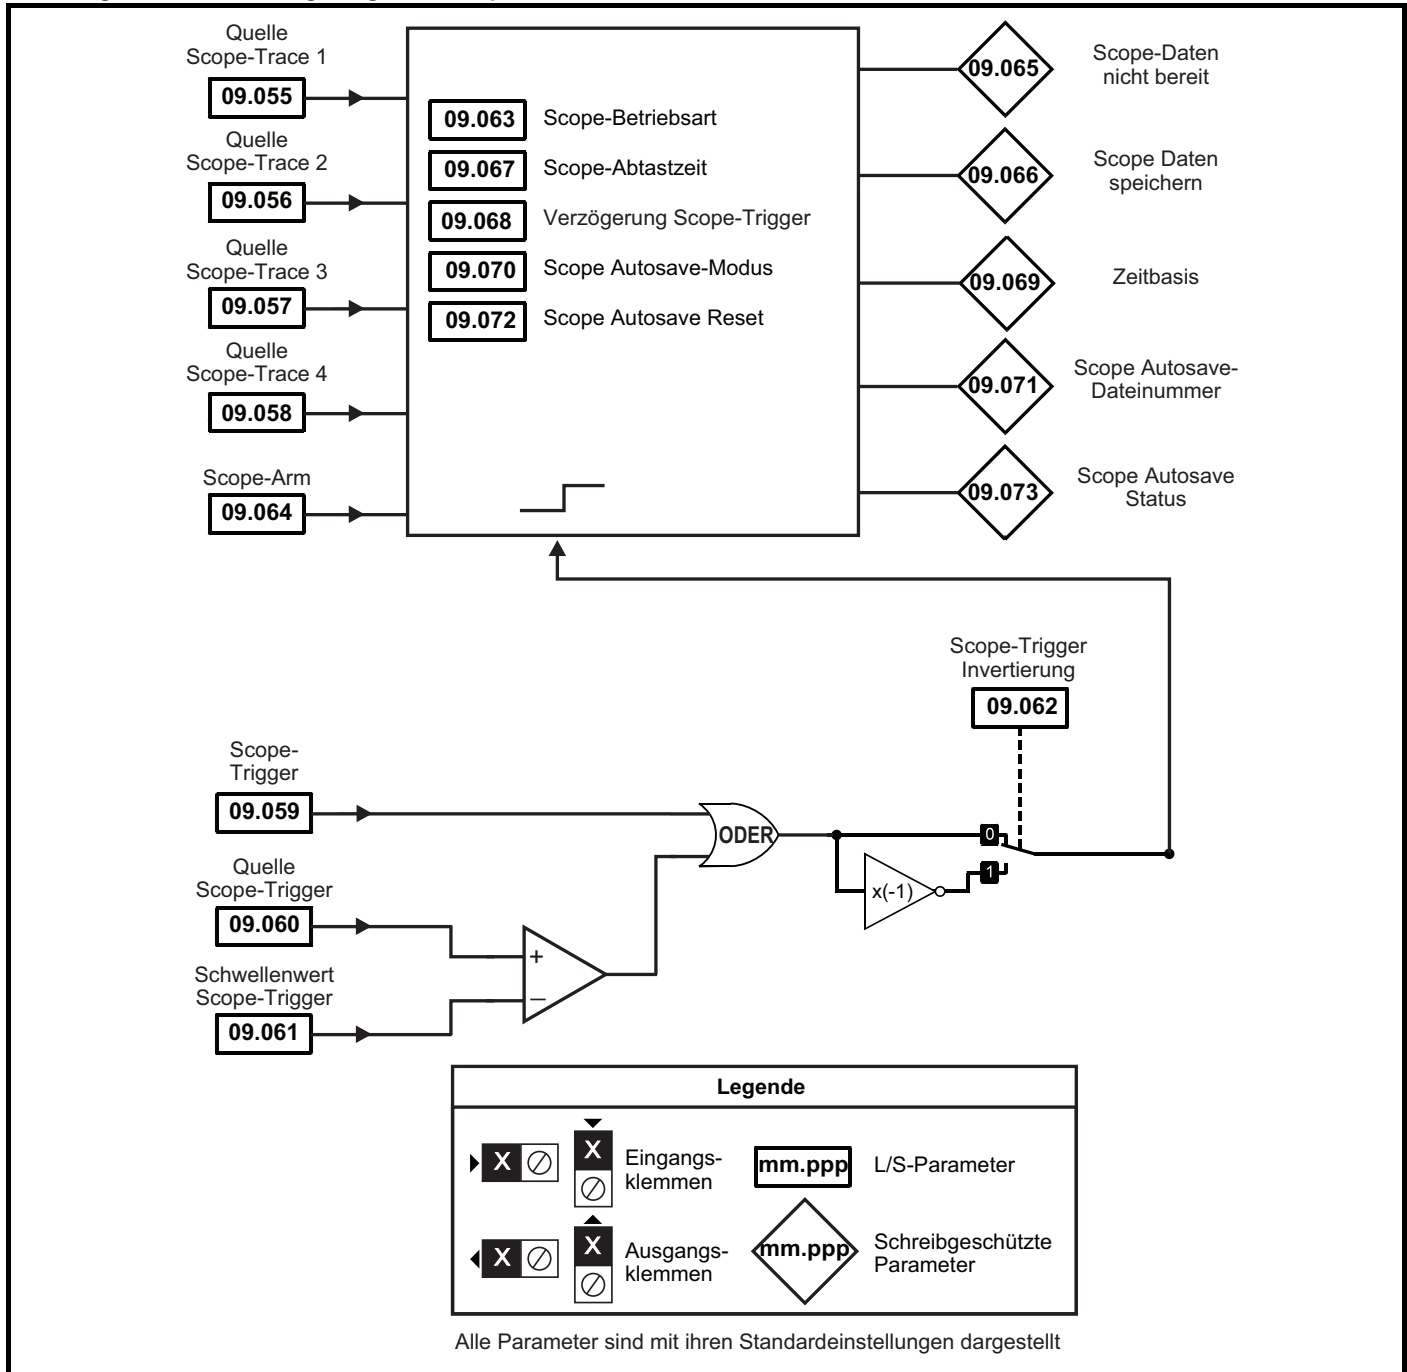 Quelle
Scope-Trace 1
09.055
Quelle
Scope-Trace 2
09.056
Quelle
Scope-Trace 3
09.057
Quelle
Scope-Trace 4
09.058
Scope-Arm
09.064
09.063 Scope-Betriebsart
09.067 Scope-Abtastzeit
09.068 Verzögerung Scope-Trigger
09.070 Scope Autosave-Modus
09.072 Scope Autosave Reset
09.065
Scope-Daten
nicht bereit
09.066
Scope Daten
speichern
09.069
Zeitbasis
09.071
Scope Autosave-
Dateinummer
09.073
Scope Autosave
Status
Scope-Trigger
Invertierung
09.062
Scope-
Trigger
09.059
Quelle
Scope-Trigger
09.060
Schwellenwert
Scope-Trigger
09.061
+
–
ODER
0
1
x(-1)
Legende
X
X
Eingangs-
klemmen
mm.ppp
L/S-Parameter
X
X
Ausgangs-
klemmen
mm.ppp
Schreibgeschützte
Parameter
Alle Parameter sind mit ihren Standardeinstellungen dargestellt